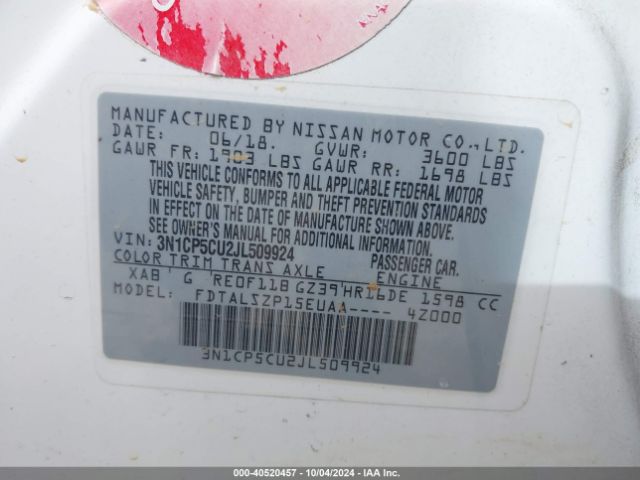 MANUFACTURED BY NISSAN MOTOR CO.,LTD.
DATE: 06/18. GVWR: 3600 LBS
GAWR FR: 1903 LBS GAWR RR: 1698 LBS
THIS VEHICLE CONFORMS TO ALL APPLICABLE FEDERAL MOTOR
VEHICLE SAFETY, BUMPER AND THEFT PREVENTION STANDARDS
IN EFFECT ON THE DATE OF MANUFACTURE SHOWN ABOVE.
SEE OWNER'S MANUAL FOR ADDITIONAL INFORMATION.
VIN: 3N1CP5CU2JL509924 PASSENGER CAR.
COLOR TRIM TRANS AXLE ENGINE
XAB ' G 'RE0F11B GZ39'HR16DE 1598 CC
MODEL: FDTALSZP15EUAA---- 4Z000
3N1CP5CU2JL509924
000-40520457 - 10/04/2024 - IAA Inc.